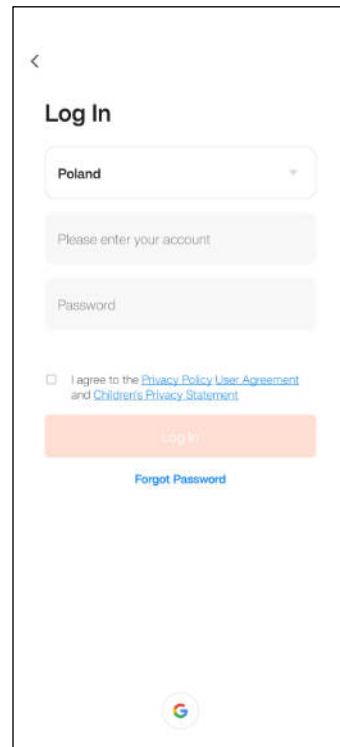 Log In
Poland
Please enter your account
Password
I agree to the Privacy Policy User Agreement
and Children's Privacy Statement
Log In
Forgot Password
G